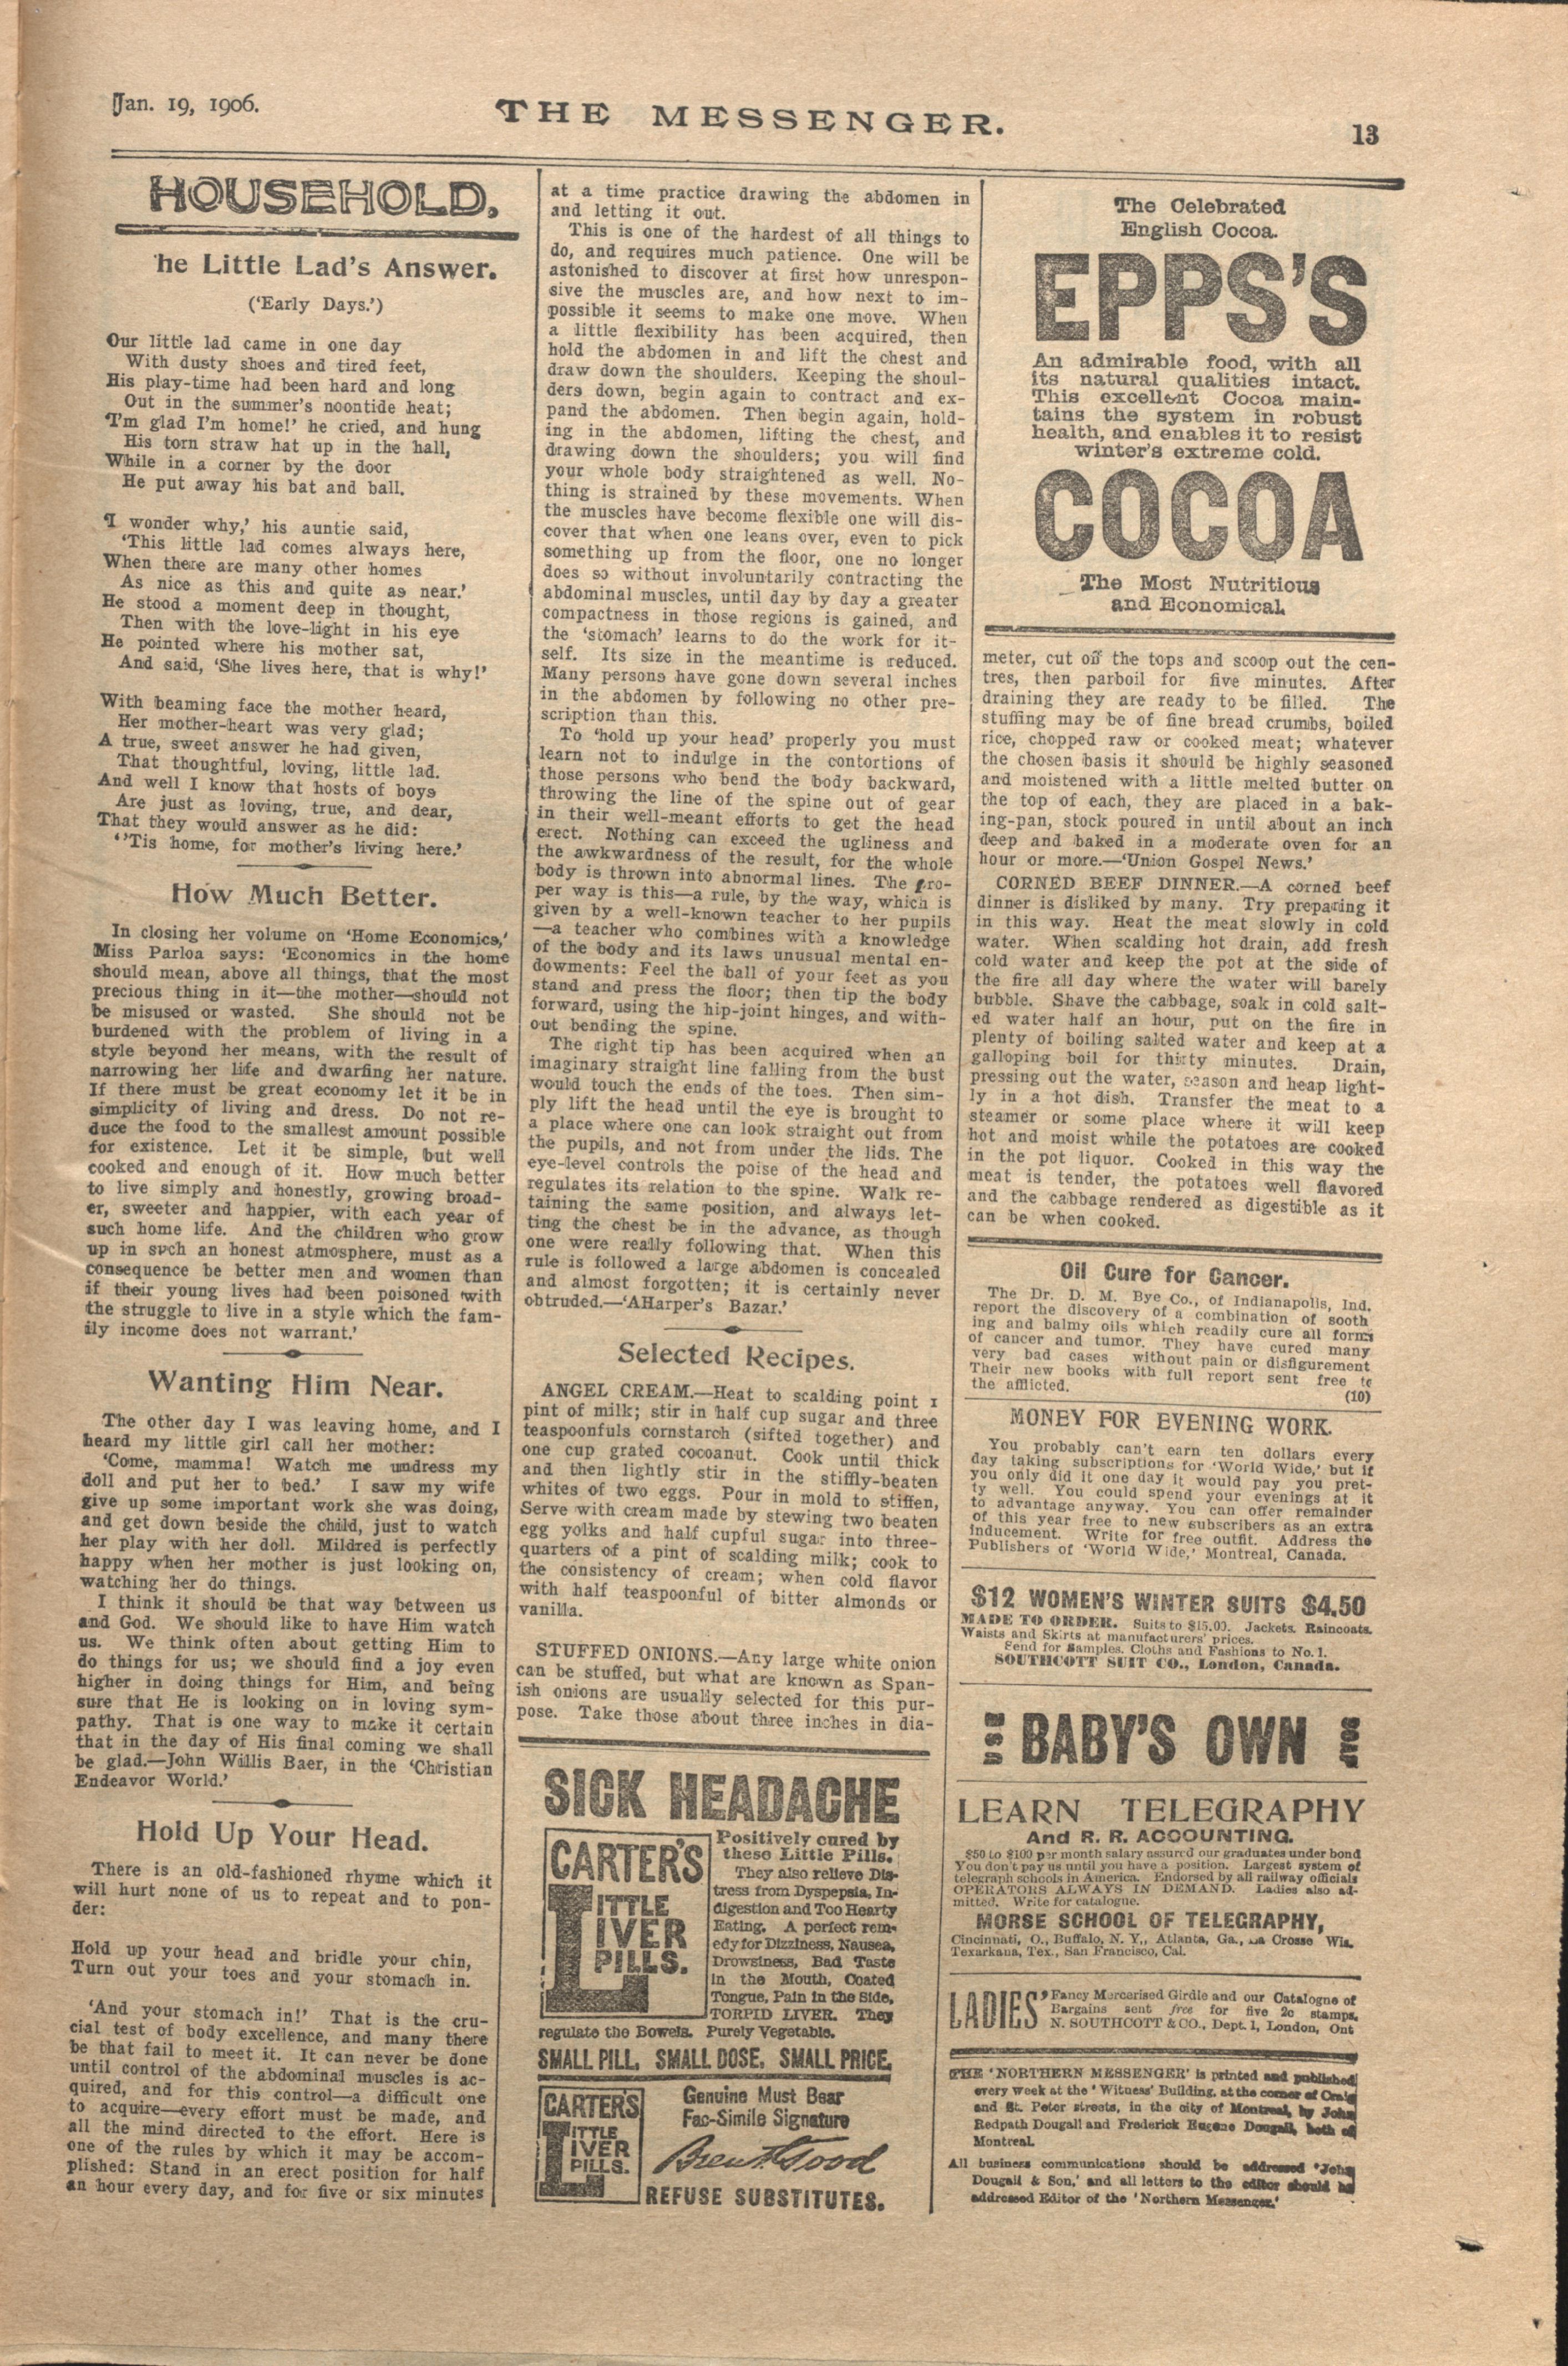 Jan. 19, 1906.
THE MESSENGER.
13
HOUSEHOLD.
he Little Lad's Answer.
('Early Days.')
Our little lad came in one day
With dusty shoes and tired feet,
His play-time had been hard and long
Out in the summer's noontide heat;
'I'm glad I'm home!' he cried, and hung
His torn straw hat up in the hall,
While in a corner by the door
He put away his bat and ball.
'I wonder why,' his auntie said,
'This little lad comes always here,
When there are many other homes
As nice as this and quite as near.'
He stood a moment deep in thought,
Then with the love-light in his eye
He pointed where his mother sat,
And said, 'She lives here, that is why!'
With beaming face the mother heard,
Her mother-heart was very glad;
A true, sweet answer he had given,
That thoughtful, loving, little lad.
And well I know that hosts of boys
Are just as loving, true, and dear,
That they would answer as he did:
''Tis home, for mother's living here.'
How Much Better.
In closing her volume on 'Home Economics,'
Miss Parloa says: 'Economics in the home
should mean, above all things, that the most
precious thing in it—the mother—should not
be misused or wasted. She should not be
burdened with the problem of living in a
style beyond her means, with the result of
narrowing her life and dwarfing her nature.
If there must be great economy let it be in
simplicity of living and dress. Do not re-
duce the food to the smallest amount possible
for existence. Let it be simple, but well
cooked and enough of it. How much better
to live simply and honestly, growing broad-
er, sweeter and happier, with each year of
such home life. And the children who grow
up in such an honest atmosphere, must as a
consequence be better men and women than
if their young lives had been poisoned with
the struggle to live in a style which the fam-
ily income does not warrant.'
Wanting Him Near.
The other day I was leaving home, and I
heard my little girl call her mother:
'Come, mamma! Watch me undress my
doll and put her to bed.' I saw my wife
give up some important work she was doing,
and get down beside the child, just to watch
her play with her doll. Mildred is perfectly
happy when her mother is just looking on,
watching her do things.
I think it should be that way between us
and God. We should like to have Him watch
us. We think often about getting Him to
do things for us; we should find a joy even
higher in doing things for Him, and being
sure that He is looking on in loving sym-
pathy. That is one way to make it certain
that in the day of His final coming we shall
be glad.—John Willis Baer, in the 'Christian
Endeavor World.'
Hold Up Your Head.
There is an old-fashioned rhyme which it
will hurt none of us to repeat and to pon-
der:
Hold up your head and bridle your chin,
Turn out your toes and your stomach in.
'And your stomach in!' That is the cru-
cial test of body excellence, and many there
be that fail to meet it. It can never be done
until control of the abdominal muscles is ac-
quired, and for this control—a difficult one
to acquire—every effort must be made, and
all the mind directed to the effort. Here is
one of the rules by which it may be accom-
plished: Stand in an erect position for half
an hour every day, and for five or six minutes
at a time practice drawing the abdomen in
and letting it out.
This is one of the hardest of all things to
do, and requires much patience. One will be
astonished to discover at first how unrespon-
sive the muscles are, and how next to im-
possible it seems to make one move. When
a little flexibility has been acquired, then
hold the abdomen in and lift the chest and
draw down the shoulders. Keeping the shoul-
ders down, begin again to contract and ex-
pand the abdomen. Then begin again, hold-
ing in the abdomen, lifting the chest, and
drawing down the shoulders; you will find
your whole body straightened as well. No-
thing is strained by these movements. When
the muscles have become flexible one will dis-
cover that when one leans over, even to pick
something up from the floor, one no longer
does so without involuntarily contracting the
abdominal muscles, until day by day a greater
compactness in those regions is gained, and
the 'stomach' learns to do the work for it-
self. Its size in the meantime is reduced.
Many persons have gone down several inches
in the abdomen by following no other pre-
scription than this.
To 'hold up your head' properly you must
learn not to indulge in the contortions of
those persons who bend the body backward,
throwing the line of the spine out of gear
in their well-meant efforts to get the head
erect. Nothing can exceed the ugliness and
the awkwardness of the result, for the whole
body is thrown into abnormal lines. The pro-
per way is this—a rule, by the way, which is
given by a well-known teacher to her pupils
—a teacher who combines with a knowledge
of the body and its laws unusual mental en-
dowments: Feel the ball of your feet as you
stand and press the floor; then tip the body
forward, using the hip-joint hinges, and with-
out bending the spine.
The right tip has been acquired when an
imaginary straight line falling from the bust
would touch the ends of the toes. Then sim-
ply lift the head until the eye is brought to
a place where one can look straight out from
the pupils, and not from under the lids. The
eye-level controls the poise of the head and
regulates its relation to the spine. Walk re-
taining the same position, and always let-
ting the chest be in the advance, as though
one were really following that. When this
rule is followed a large abdomen is concealed
and almost forgotten; it is certainly never
obtruded.—'AHarper's Bazar.'
Selected Recipes.
ANGEL CREAM.—Heat to scalding point 1
pint of milk; stir in half cup sugar and three
teaspoonfuls cornstarch (sifted together) and
one cup grated cocoanut. Cook until thick
and then lightly stir in the stiffly-beaten
whites of two eggs. Pour in mold to stiffen,
Serve with cream made by stewing two beaten
egg yolks and half cupful sugar into three-
quarters of a pint of scalding milk; cook to
the consistency of cream; when cold flavor
with half teaspoonful of bitter almonds or
vanilla.
STUFFED ONIONS.—Any large white onion
can be stuffed, but what are known as Span-
ish onions are usually selected for this pur-
pose. Take those about three inches in dia-
SICK HEADACHE
CARTER'S
LITTLE
LIVER
PILLS.
Positively cured by
these Little Pills.
They also relieve Dis-
tress from Dyspepsia, In-
digestion and Too Hearty
Eating. A perfect rem-
edy for Dizziness, Nausea,
Drowsiness, Bad Taste
in the Mouth, Coated
Tongue, Pain in the Side,
TORPID LIVER. They
regulate the Bowels. Purely Vegetable.
SMALL PILL. SMALL DOSE. SMALL PRICE.
CARTER'S
LITTLE
LIVER
PILLS.
Genuine Must Bear
Fac-Simile Signature
Brent Good
REFUSE SUBSTITUTES.
The Celebrated
English Cocoa.
EPPS'S
An admirable food, with all
its natural qualities intact.
This excellent Cocoa main-
tains the system in robust
health, and enables it to resist
winter's extreme cold.
COCOA
The Most Nutritious
and Economical.
meter, cut off the tops and scoop out the cen-
tres, then parboil for five minutes. After
draining they are ready to be filled. The
stuffing may be of fine bread crumbs, boiled
rice, chopped raw or cooked meat; whatever
the chosen basis it should be highly seasoned
and moistened with a little melted butter on
the top of each, they are placed in a bak-
ing-pan, stock poured in until about an inch
deep and baked in a moderate oven for an
hour or more.—'Union Gospel News.'
CORNED BEEF DINNER.—A corned beef
dinner is disliked by many. Try preparing it
in this way. Heat the meat slowly in cold
water. When scalding hot drain, add fresh
cold water and keep the pot at the side of
the fire all day where the water will barely
bubble. Shave the cabbage, soak in cold salt-
ed water half an hour, put on the fire in
plenty of boiling salted water and keep at a
galloping boil for thirty minutes. Drain,
pressing out the water, season and heap light-
ly in a hot dish. Transfer the meat to a
steamer or some place where it will keep
hot and moist while the potatoes are cooked
in the pot liquor. Cooked in this way the
meat is tender, the potatoes well flavored
and the cabbage rendered as digestible as it
can be when cooked.
Oil Cure for Cancer.
The Dr. D. M. Bye Co., of Indianapolis, Ind.
report the discovery of a combination of sooth
ing and balmy oils which readily cure all forms
of cancer and tumor. They have cured many
very bad cases without pain or disfigurement
Their new books with full report sent free to
the afflicted. (10)
MONEY FOR EVENING WORK.
You probably can't earn ten dollars every
day taking subscriptions for 'World Wide,' but if
you only did it one day it would pay you pret-
ty well. You could spend your evenings at it
to advantage anyway. You can offer remainder
of this year free to new subscribers as an extra
inducement. Write for free outfit. Address the
Publishers of 'World Wide,' Montreal, Canada.
$12 WOMEN'S WINTER SUITS $4.50
MADE TO ORDER. Suits to $15.00. Jackets. Raincoats.
Waists and Skirts at manufacturers' prices.
Send for Samples, Cloths and Fashions to No. 1.
SOUTHCOTT SUIT CO., London, Canada.
USE BABY'S OWN SOAP
LEARN TELEGRAPHY
And R. R. ACCOUNTING.
$50 to $100 per month salary assured our graduates under bond
You don't pay us until you have a position. Largest system of
telegraph schools in America. Endorsed by all railway officials
OPERATORS ALWAYS IN DEMAND. Ladies also ad-
mitted. Write for catalogue.
MORSE SCHOOL OF TELEGRAPHY,
Cincinnati, O., Buffalo, N. Y., Atlanta, Ga., La Crosse Wis,
Texarkana, Tex., San Francisco, Cal.
LADIES' Fancy Mercerised Girdle and our Catalogne of
Bargains sent free for five 2c stamps.
N. SOUTHCOTT & CO., Dept. 1, London, Ont
THE 'NORTHERN MESSENGER' is printed and published
every week at the 'Witness' Building, at the corner of Craig
and St. Peter streets, in the city of Montreal, by John
Redpath Dougall and Frederick Eugene Dougall, both of
Montreal.
All business communications should be addressed 'John
Dougall & Son,' and all letters to the editor should be
addressed Editor of the 'Northern Messenger.'